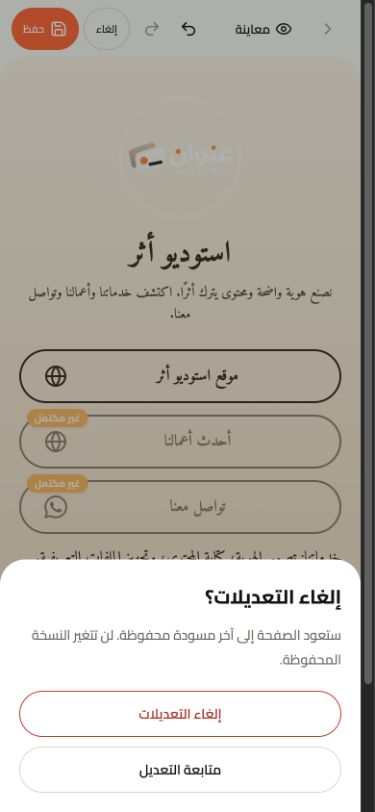 معاينة
إلغاء
حفظ
عنوان
استوديو أثر
نصنع هوية واضحة ومحتوى يترك أثرًا. اكتشف خدماتنا وأعمالنا وتواصل
معنا.
موقع استوديو أثر
غير مكتمل
أحدث أعمالنا
غير مكتمل
تواصل معنا
إلغاء التعديلات؟
ستعود الصفحة إلى آخر مسودة محفوظة. لن تتغير النسخة
المحفوظة.
إلغاء التعديلات
متابعة التعديل